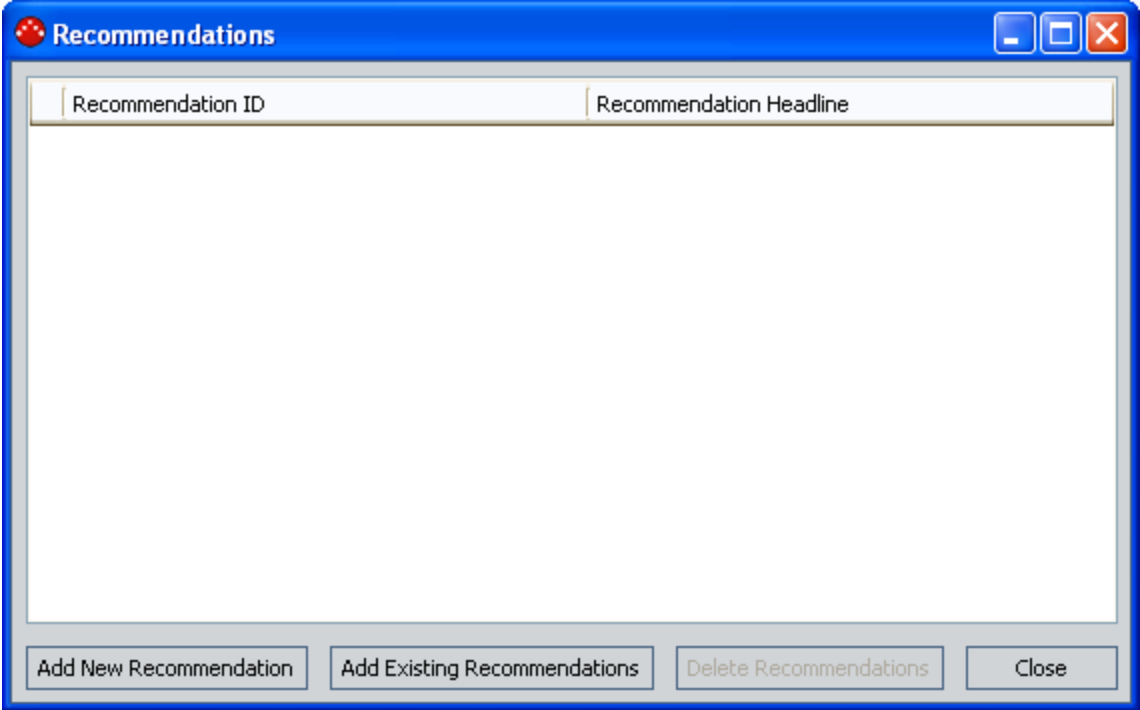 Recommendations
Recommendation ID Recommendation Headline
Add New Recommendation Add Existing Recommendations Delete Recommendations Close